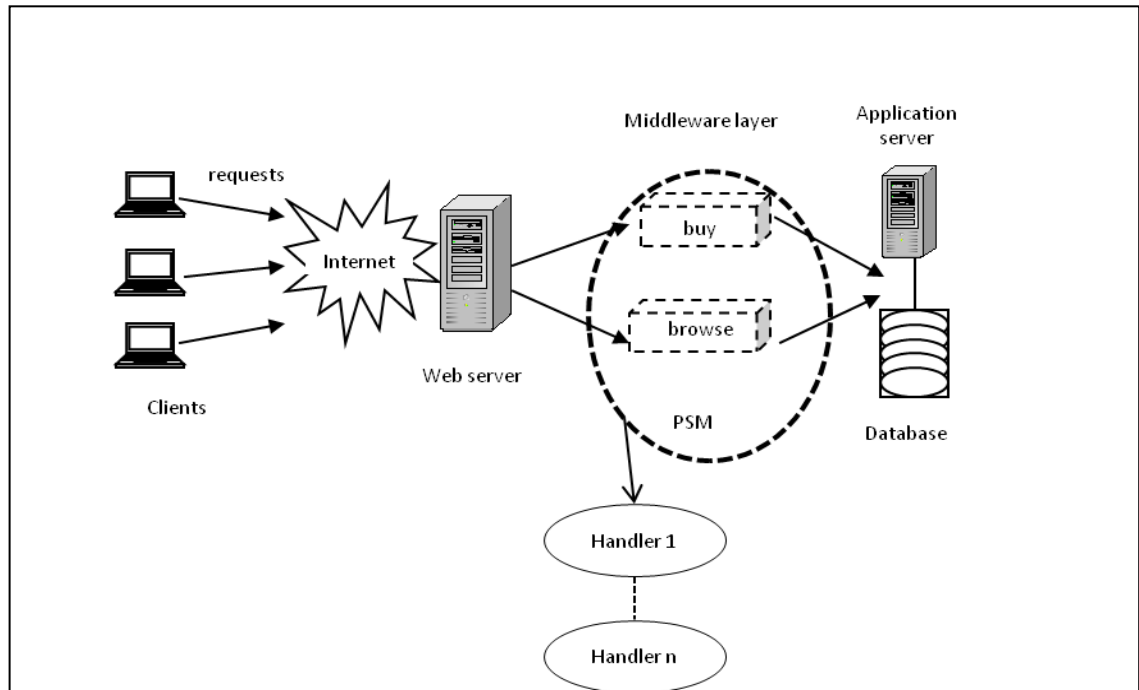 Middleware layer
Application
server
requests
buy
Internet
browse
Web server
Clients
PSM
Database
Handler 1
Handler n